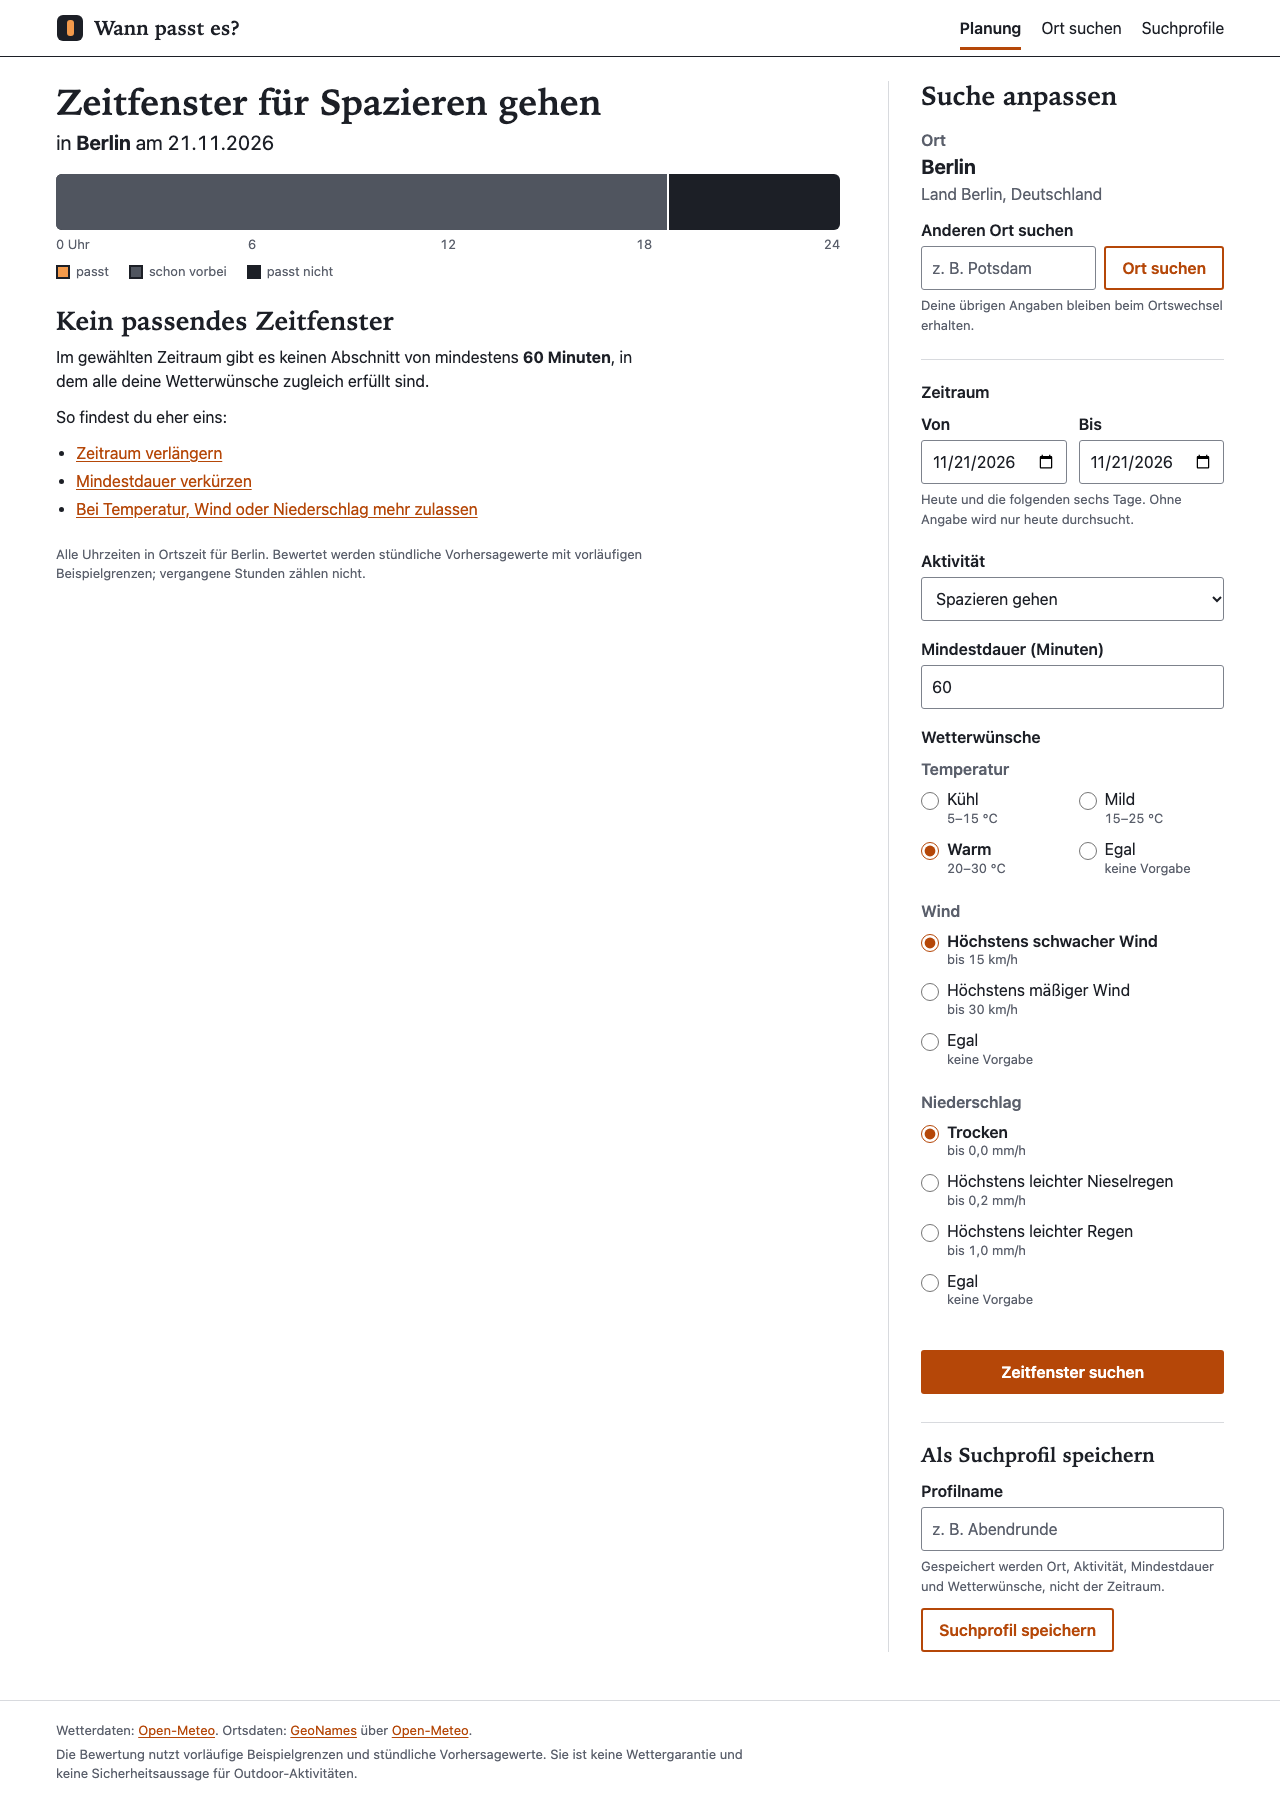 Wann passt es?
Planung
Ort suchen
Suchprofile
Zeitfenster für Spazieren gehen
in Berlin am 21.11.2026
0 Uhr
6
12
18
24
passt
schon vorbei
passt nicht
Kein passendes Zeitfenster
Im gewählten Zeitraum gibt es keinen Abschnitt von mindestens 60 Minuten, in
dem alle deine Wetterwünsche zugleich erfüllt sind.
So findest du eher eins:
• Zeitraum verlängern
• Mindestdauer verkürzen
• Bei Temperatur, Wind oder Niederschlag mehr zulassen
Alle Uhrzeiten in Ortszeit für Berlin. Bewertet werden stündliche Vorhersagewerte mit vorläufigen
Beispielgrenzen; vergangene Stunden zählen nicht.
Suche anpassen
Ort
Berlin
Land Berlin, Deutschland
Anderen Ort suchen
z. B. Potsdam
Ort suchen
Deine übrigen Angaben bleiben beim Ortswechsel
erhalten.
Zeitraum
Von
Bis
11/21/2026
11/21/2026
Heute und die folgenden sechs Tage. Ohne
Angabe wird nur heute durchsucht.
Aktivität
Spazieren gehen
Mindestdauer (Minuten)
60
Wetterwünsche
Temperatur
Kühl
5–15 °C
Mild
15–25 °C
Warm
20–30 °C
Egal
keine Vorgabe
Wind
Höchstens schwacher Wind
bis 15 km/h
Höchstens mäßiger Wind
bis 30 km/h
Egal
keine Vorgabe
Niederschlag
Trocken
bis 0,0 mm/h
Höchstens leichter Nieselregen
bis 0,2 mm/h
Höchstens leichter Regen
bis 1,0 mm/h
Egal
keine Vorgabe
Zeitfenster suchen
Als Suchprofil speichern
Profilname
z. B. Abendrunde
Gespeichert werden Ort, Aktivität, Mindestdauer
und Wetterwünsche, nicht der Zeitraum.
Suchprofil speichern
Wetterdaten: Open-Meteo. Ortsdaten: GeoNames über Open-Meteo.
Die Bewertung nutzt vorläufige Beispielgrenzen und stündliche Vorhersagewerte. Sie ist keine Wettergarantie und
keine Sicherheitsaussage für Outdoor-Aktivitäten.